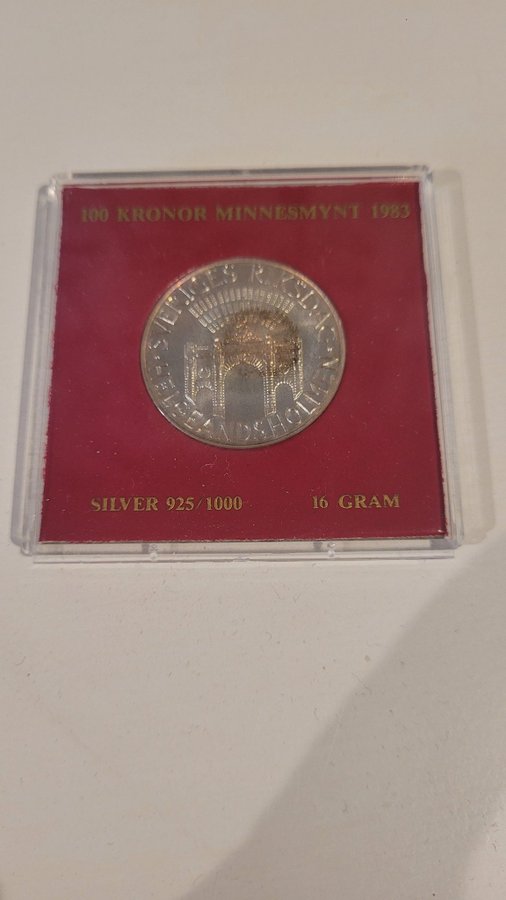 100 KRONOR MINNESMYNT 1983
SVERIGES RIKSDAG
HELGEANDSHOLMEN
SILVER 925/1000 16 GRAM